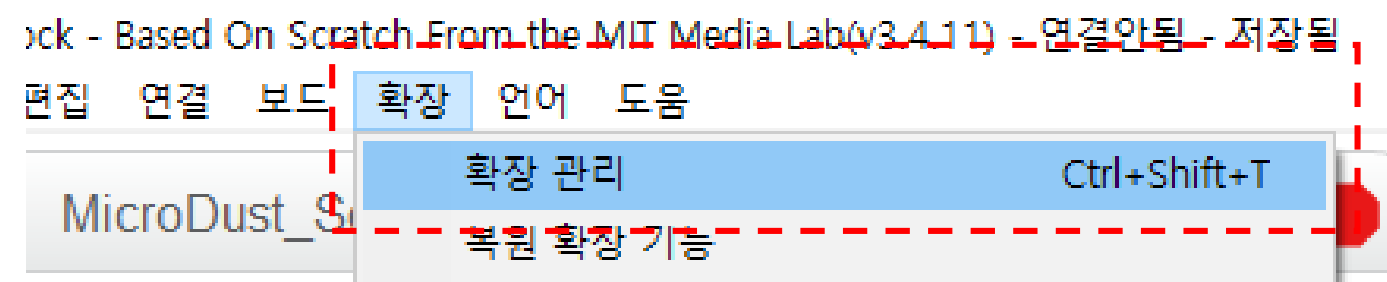 ock - Based On Scratch From the MIT Media Lab(v3.4.11) - 연결안됨 - 저장됨
편집 연결 보드 확장 언어 도움
확장 관리 Ctrl+Shift+T
MicroDust_S
복원 확장 기능